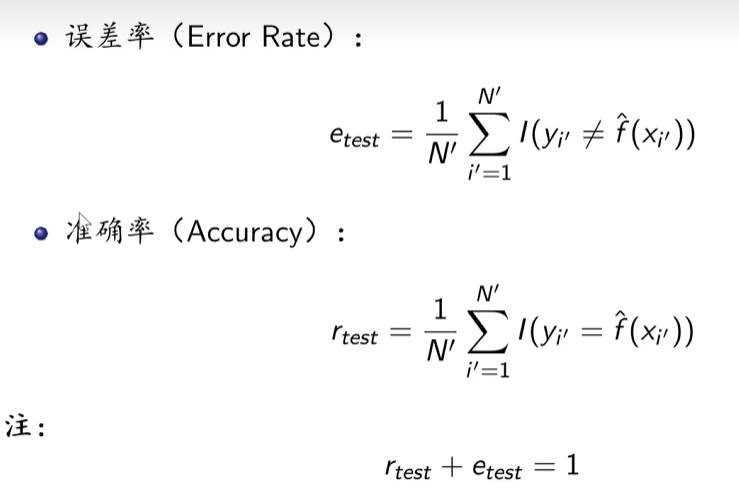 误差率（Error Rate）:
e_{test} = \frac{1}{N'} \sum_{i'=1}^{N'} I(y_{i'} \neq \hat{f}(x_{i'}))
准确率（Accuracy）:
r_{test} = \frac{1}{N'} \sum_{i'=1}^{N'} I(y_{i'} = \hat{f}(x_{i'}))
注:
r_{test} + e_{test} = 1